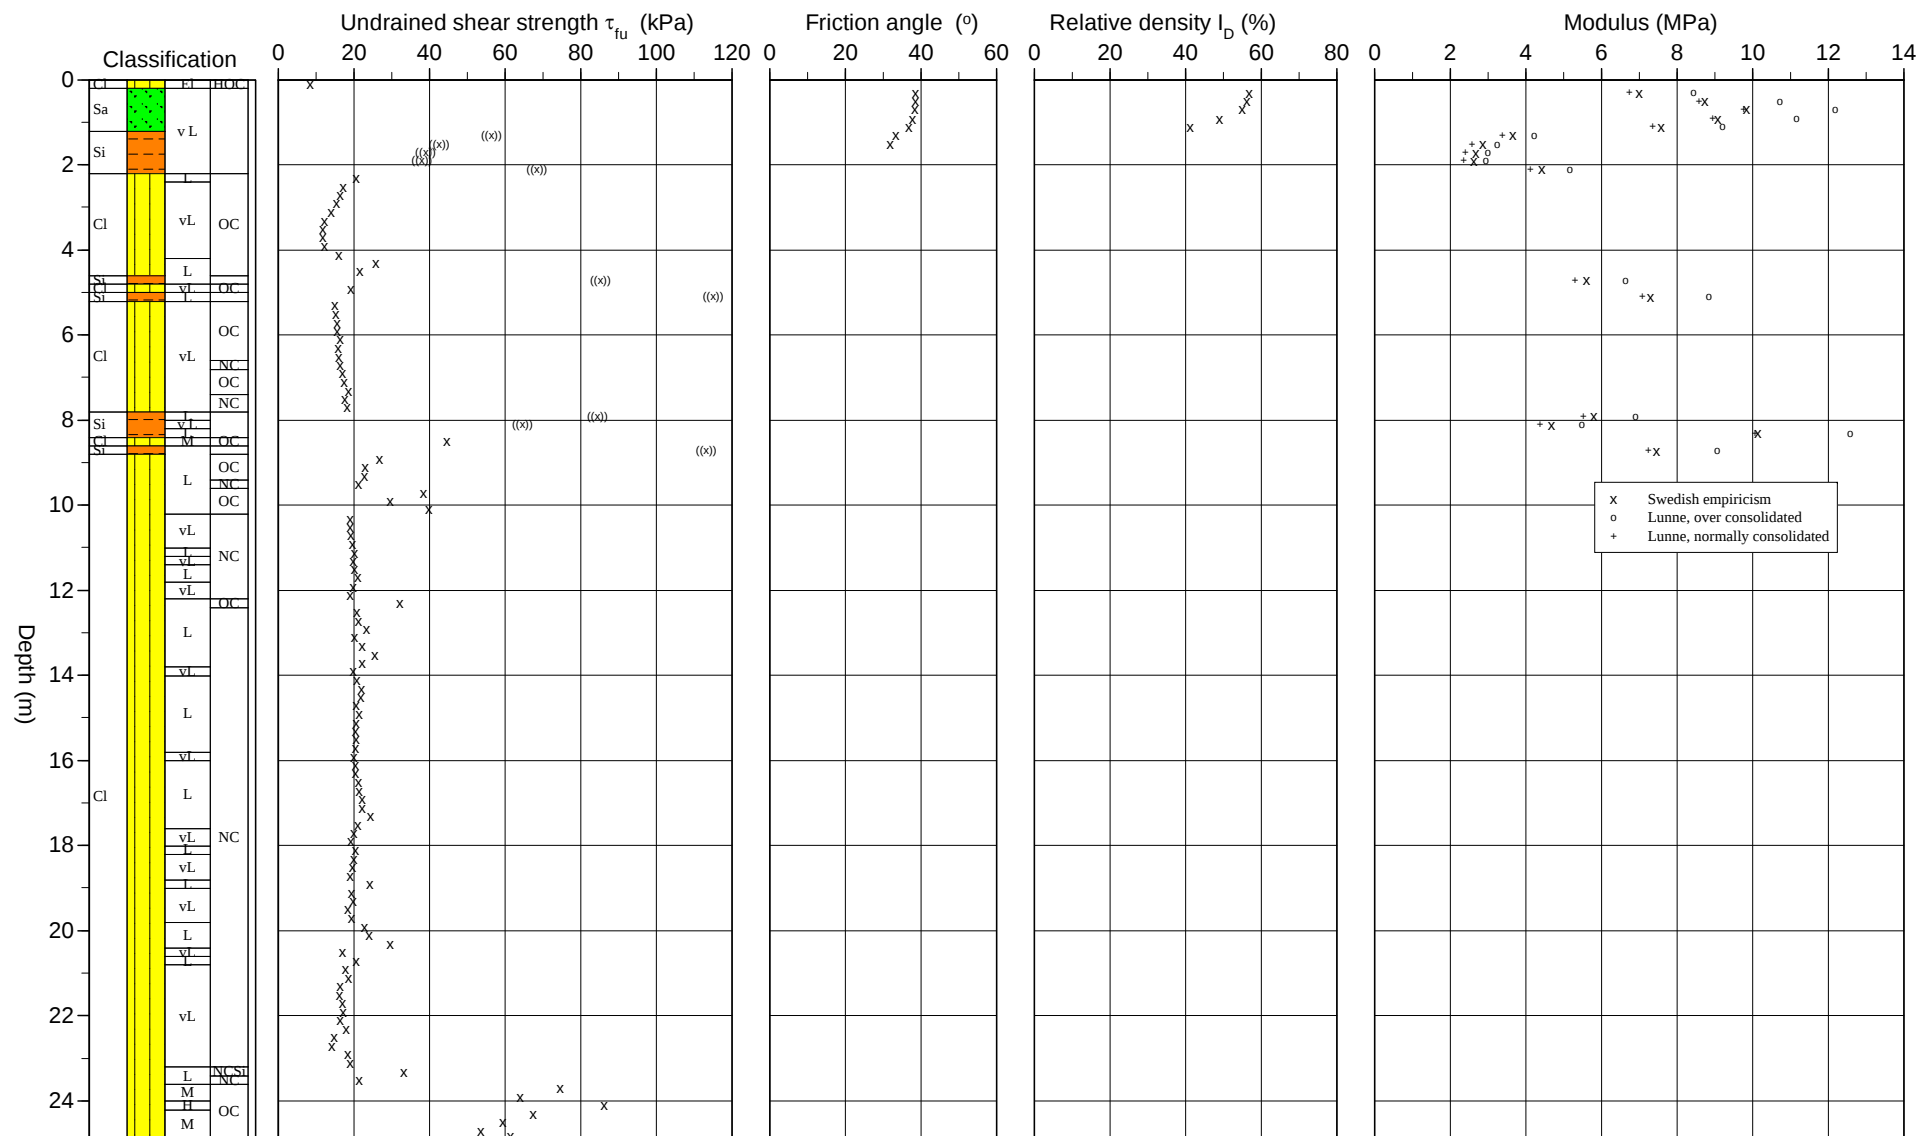 Undrained shear strength τfu (kPa) Friction angle (o) Relative density ID (%) Modulus (MPa)
Classification
0 20 40 60 80 100 120 0 20 40 60 0 20 40 60 80 0 2 4 6 8 10 12 14
0 Cl HOC
Sa
v L
Si
2
L
Cl vL OC
4
L
Si
Cl vL OC
Si L
OC
6
Cl vL
NC
OC
NC
8 L
Si v L
L
Cl M OC
Si
OC
L NC
OC
10
x Swedish empiricism
o Lunne, over consolidated
+ Lunne, normally consolidated
vL
L NC
vL
L
12 vL
OC
L
Depth (m)
14 vL
L
16 vL
Cl L
vL NC
18 L
vL
L
vL
20 L
vL
L
22 vL
NCSi
L NC
M
24 H OC
M